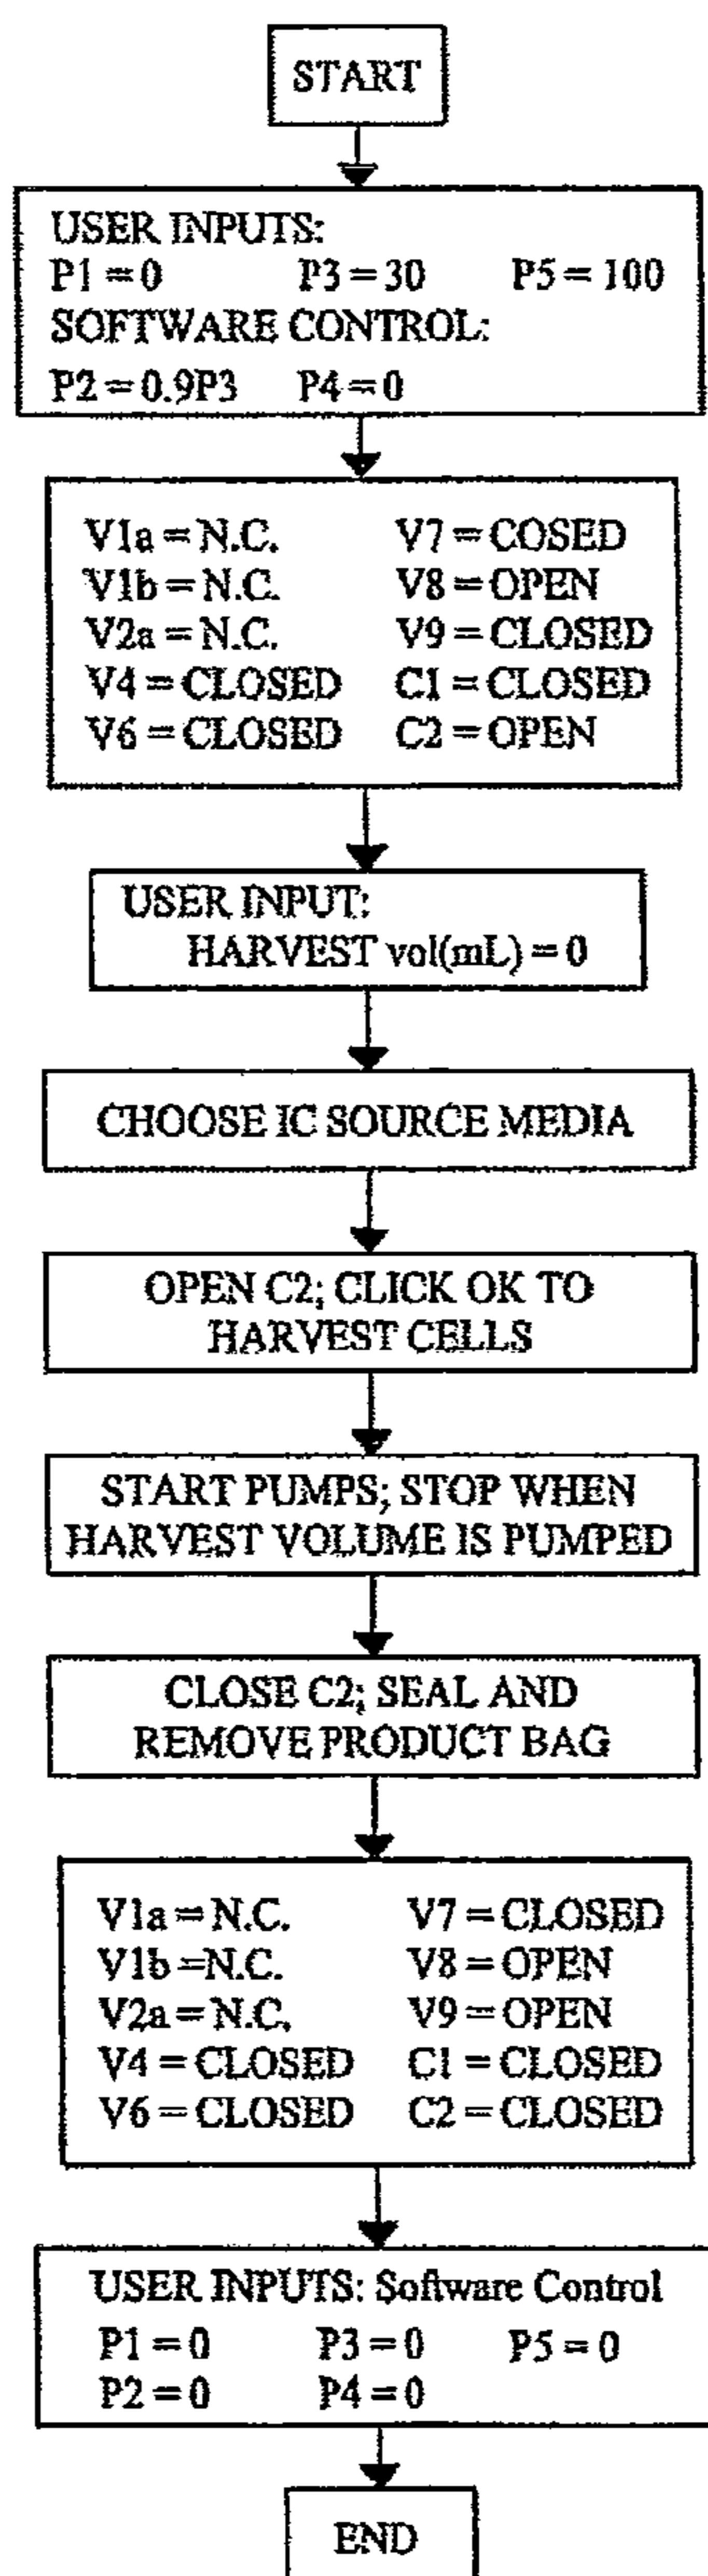 START
USER INPUTS:
P1 = 0 P3 = 30 P5 = 100
SOFTWARE CONTROL:
P2 = 0.9P3 P4 = 0
V1a = N.C. V7 = COSED
V1b = N.C. V8 = OPEN
V2a = N.C. V9 = CLOSED
V4 = CLOSED C1 = CLOSED
V6 = CLOSED C2 = OPEN
USER INPUT:
HARVEST vol(mL) = 0
CHOOSE IC SOURCE MEDIA
OPEN C2; CLICK OK TO
HARVEST CELLS
START PUMPS; STOP WHEN
HARVEST VOLUME IS PUMPED
CLOSE C2; SEAL AND
REMOVE PRODUCT BAG
V1a = N.C. V7 = CLOSED
V1b =N.C. V8 = OPEN
V2a = N.C. V9 = OPEN
V4 = CLOSED C1 = CLOSED
V6 = CLOSED C2 = CLOSED
USER INPUTS: Software Control
P1 = 0 P3 = 0 P5 = 0
P2 = 0 P4 = 0
END